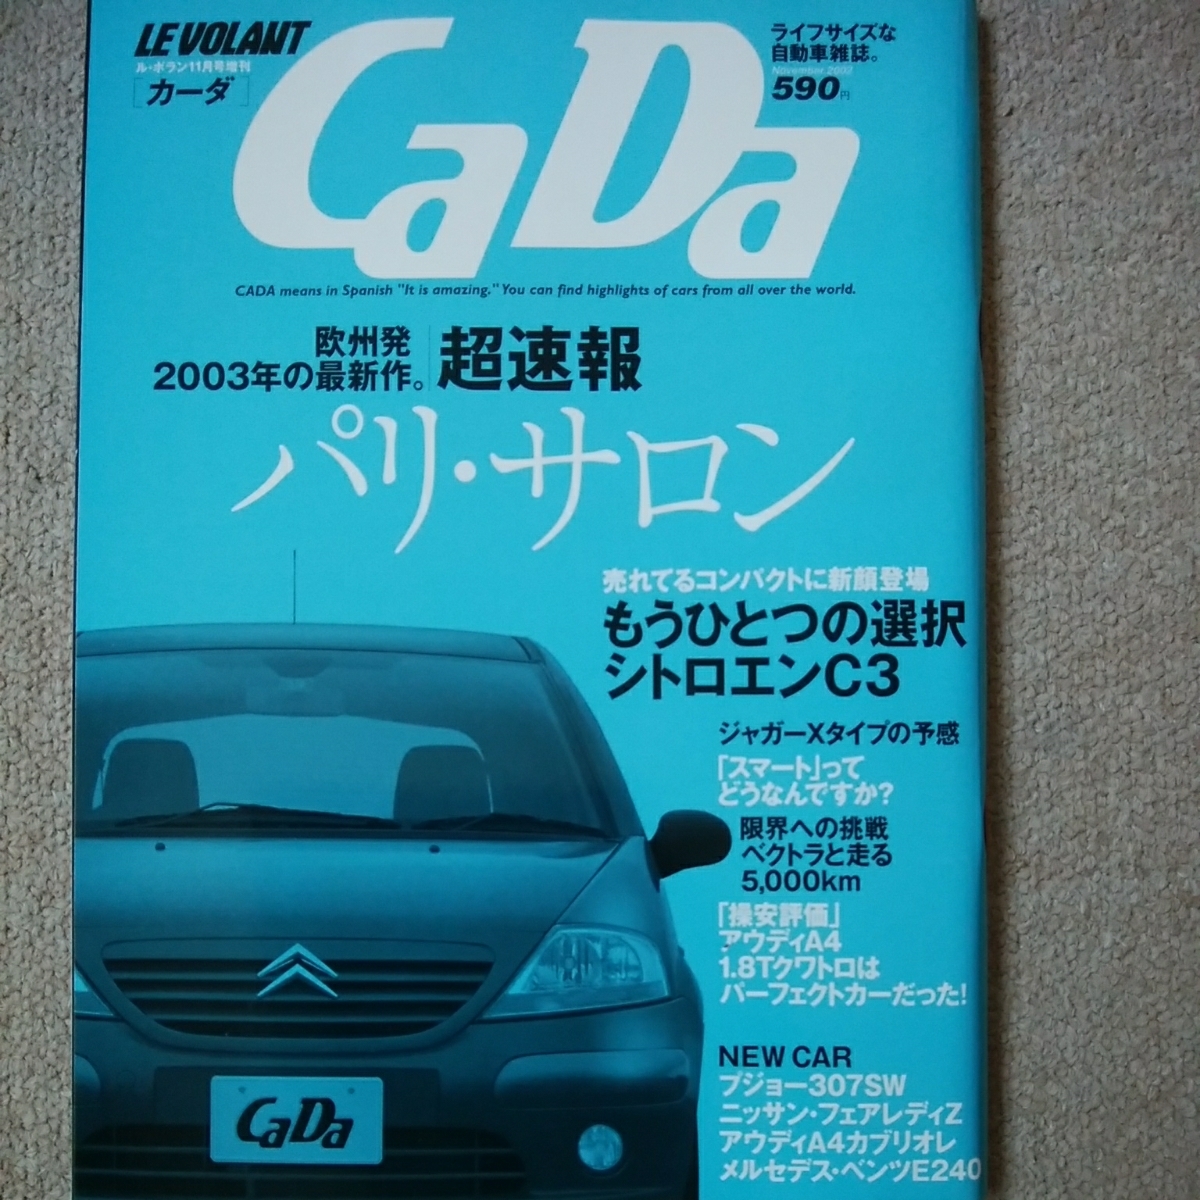 LE VOLANT
ル・ボラン11月号増刊
[カーダ]
CaDa
ライフサイズな
自動車雑誌。
November 2002
590円
CADA means in Spanish "It is amazing." You can find highlights of cars from all over the world.
欧州発
2003年の最新作。
超速報
パリ・サロン
売れてるコンパクトに新顔登場
もうひとつの選択
シトロエンC3
ジャガーXタイプの予感
「スマート」って
どうなんですか?
限界への挑戦
ベクトラと走る
5,000km
「操安評価」
アウディA4
1.8Tクワトロは
パーフェクトカーだった!
NEW CAR
プジョー307SW
ニッサン・フェアレディZ
アウディA4カブリオレ
メルセデス・ベンツE240
CaDa